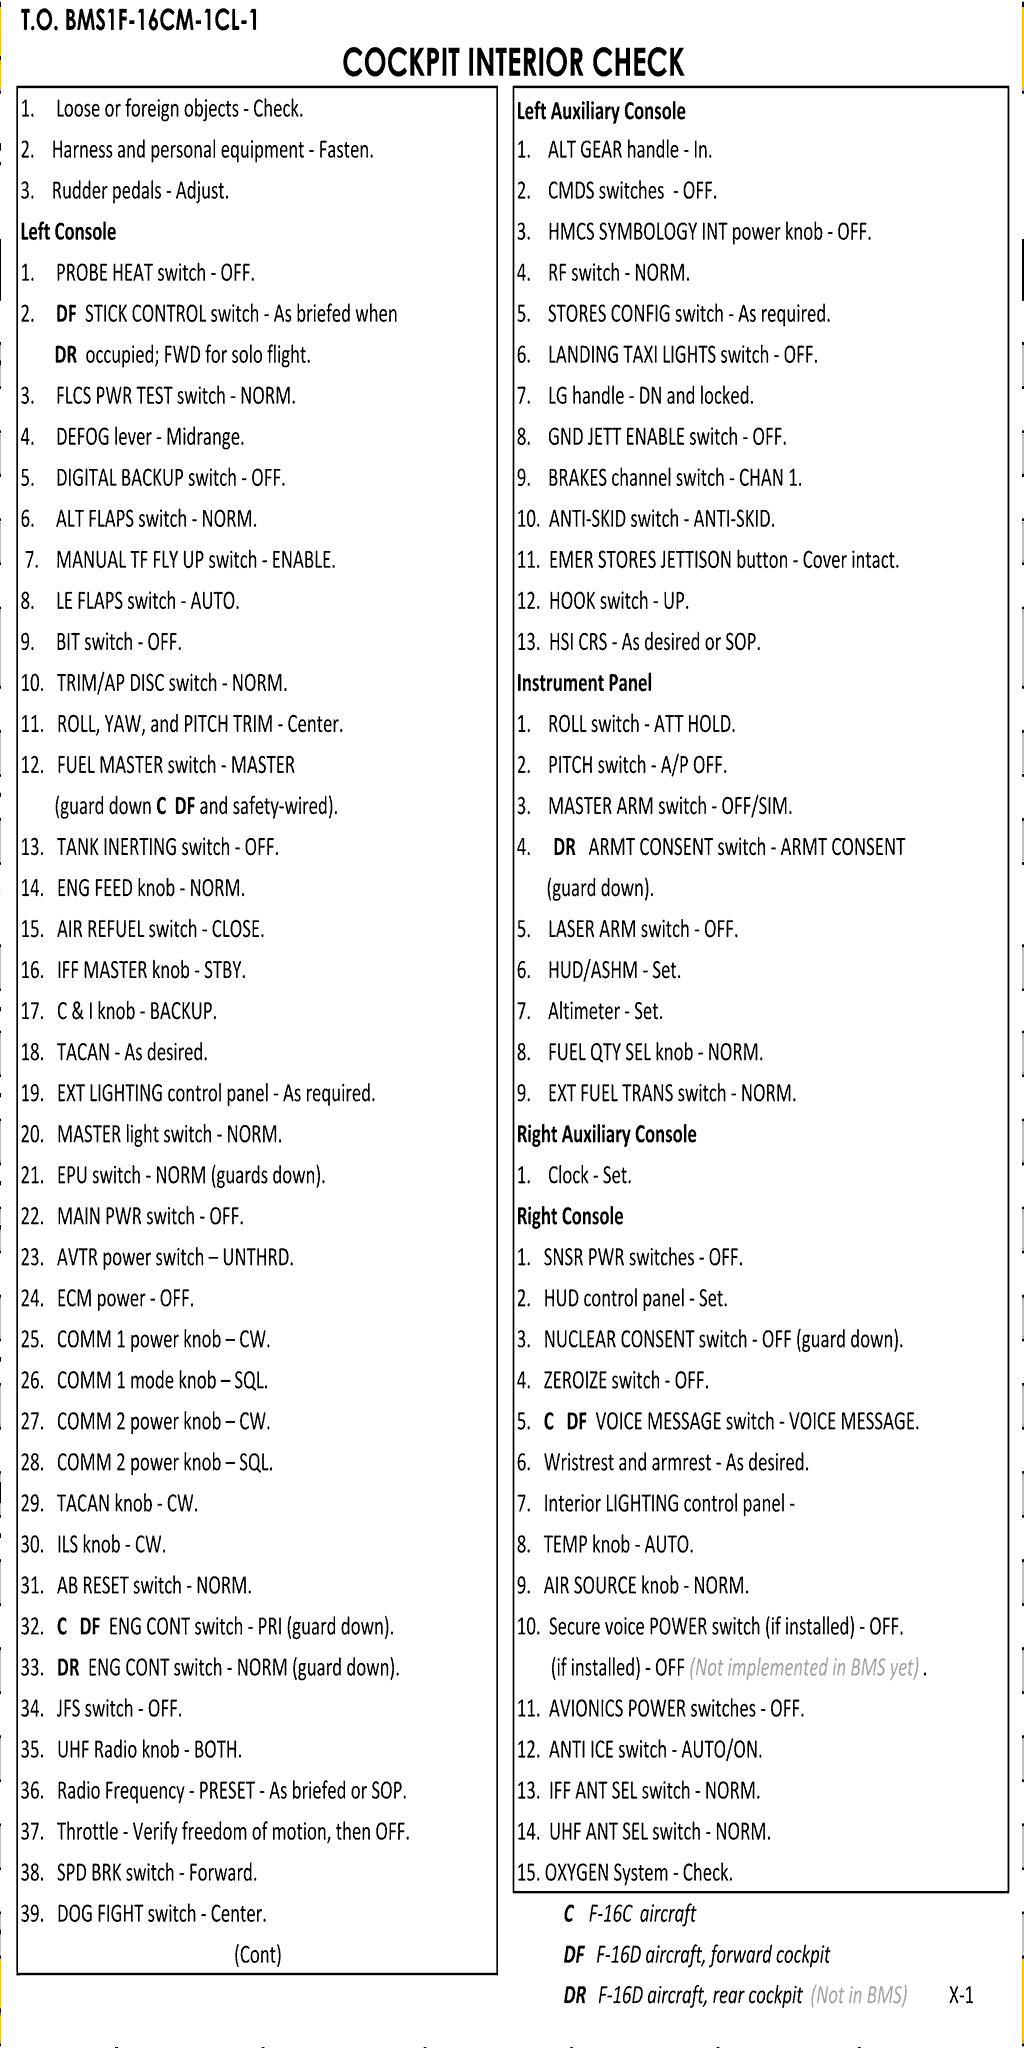 T.O. BMS1F-16CM-1CL-1
COCKPIT INTERIOR CHECK
1. Loose or foreign objects - Check.
2. Harness and personal equipment - Fasten.
3. Rudder pedals - Adjust.
Left Console
1. PROBE HEAT switch - OFF.
2. DF STICK CONTROL switch - As briefed when
DR occupied; FWD for solo flight.
3. FLCS PWR TEST switch - NORM.
4. DEFOG lever - Midrange.
5. DIGITAL BACKUP switch - OFF.
6. ALT FLAPS switch - NORM.
7. MANUAL TF FLY UP switch - ENABLE.
8. LE FLAPS switch - AUTO.
9. BIT switch - OFF.
10. TRIM/AP DISC switch - NORM.
11. ROLL, YAW, and PITCH TRIM - Center.
12. FUEL MASTER switch - MASTER
(guard down C DF and safety-wired).
13. TANK INERTING switch - OFF.
14. ENG FEED knob - NORM.
15. AIR REFUEL switch - CLOSE.
16. IFF MASTER knob - STBY.
17. C & I knob - BACKUP.
18. TACAN - As desired.
19. EXT LIGHTING control panel - As required.
20. MASTER light switch - NORM.
21. EPU switch - NORM (guards down).
22. MAIN PWR switch - OFF.
23. AVTR power switch – UNTHRD.
24. ECM power - OFF.
25. COMM 1 power knob – CW.
26. COMM 1 mode knob – SQL.
27. COMM 2 power knob – CW.
28. COMM 2 power knob – SQL.
29. TACAN knob - CW.
30. ILS knob - CW.
31. AB RESET switch - NORM.
32. C DF ENG CONT switch - PRI (guard down).
33. DR ENG CONT switch - NORM (guard down).
34. JFS switch - OFF.
35. UHF Radio knob - BOTH.
36. Radio Frequency - PRESET - As briefed or SOP.
37. Throttle - Verify freedom of motion, then OFF.
38. SPD BRK switch - Forward.
39. DOG FIGHT switch - Center.
(Cont)
Left Auxiliary Console
1. ALT GEAR handle - In.
2. CMDS switches - OFF.
3. HMCS SYMBOLOGY INT power knob - OFF.
4. RF switch - NORM.
5. STORES CONFIG switch - As required.
6. LANDING TAXI LIGHTS switch - OFF.
7. LG handle - DN and locked.
8. GND JETT ENABLE switch - OFF.
9. BRAKES channel switch - CHAN 1.
10. ANTI-SKID switch - ANTI-SKID.
11. EMER STORES JETTISON button - Cover intact.
12. HOOK switch - UP.
13. HSI CRS - As desired or SOP.
Instrument Panel
1. ROLL switch - ATT HOLD.
2. PITCH switch - A/P OFF.
3. MASTER ARM switch - OFF/SIM.
4. DR ARMT CONSENT switch - ARMT CONSENT
(guard down).
5. LASER ARM switch - OFF.
6. HUD/ASHM - Set.
7. Altimeter - Set.
8. FUEL QTY SEL knob - NORM.
9. EXT FUEL TRANS switch - NORM.
Right Auxiliary Console
1. Clock - Set.
Right Console
1. SNSR PWR switches - OFF.
2. HUD control panel - Set.
3. NUCLEAR CONSENT switch - OFF (guard down).
4. ZEROIZE switch - OFF.
5. C DF VOICE MESSAGE switch - VOICE MESSAGE.
6. Wristrest and armrest - As desired.
7. Interior LIGHTING control panel -
8. TEMP knob - AUTO.
9. AIR SOURCE knob - NORM.
10. Secure voice POWER switch (if installed) - OFF.
(if installed) - OFF (Not implemented in BMS yet) .
11. AVIONICS POWER switches - OFF.
12. ANTI ICE switch - AUTO/ON.
13. IFF ANT SEL switch - NORM.
14. UHF ANT SEL switch - NORM.
15. OXYGEN System - Check.
C F-16C aircraft
DF F-16D aircraft, forward cockpit
DR F-16D aircraft, rear cockpit (Not in BMS) X-1